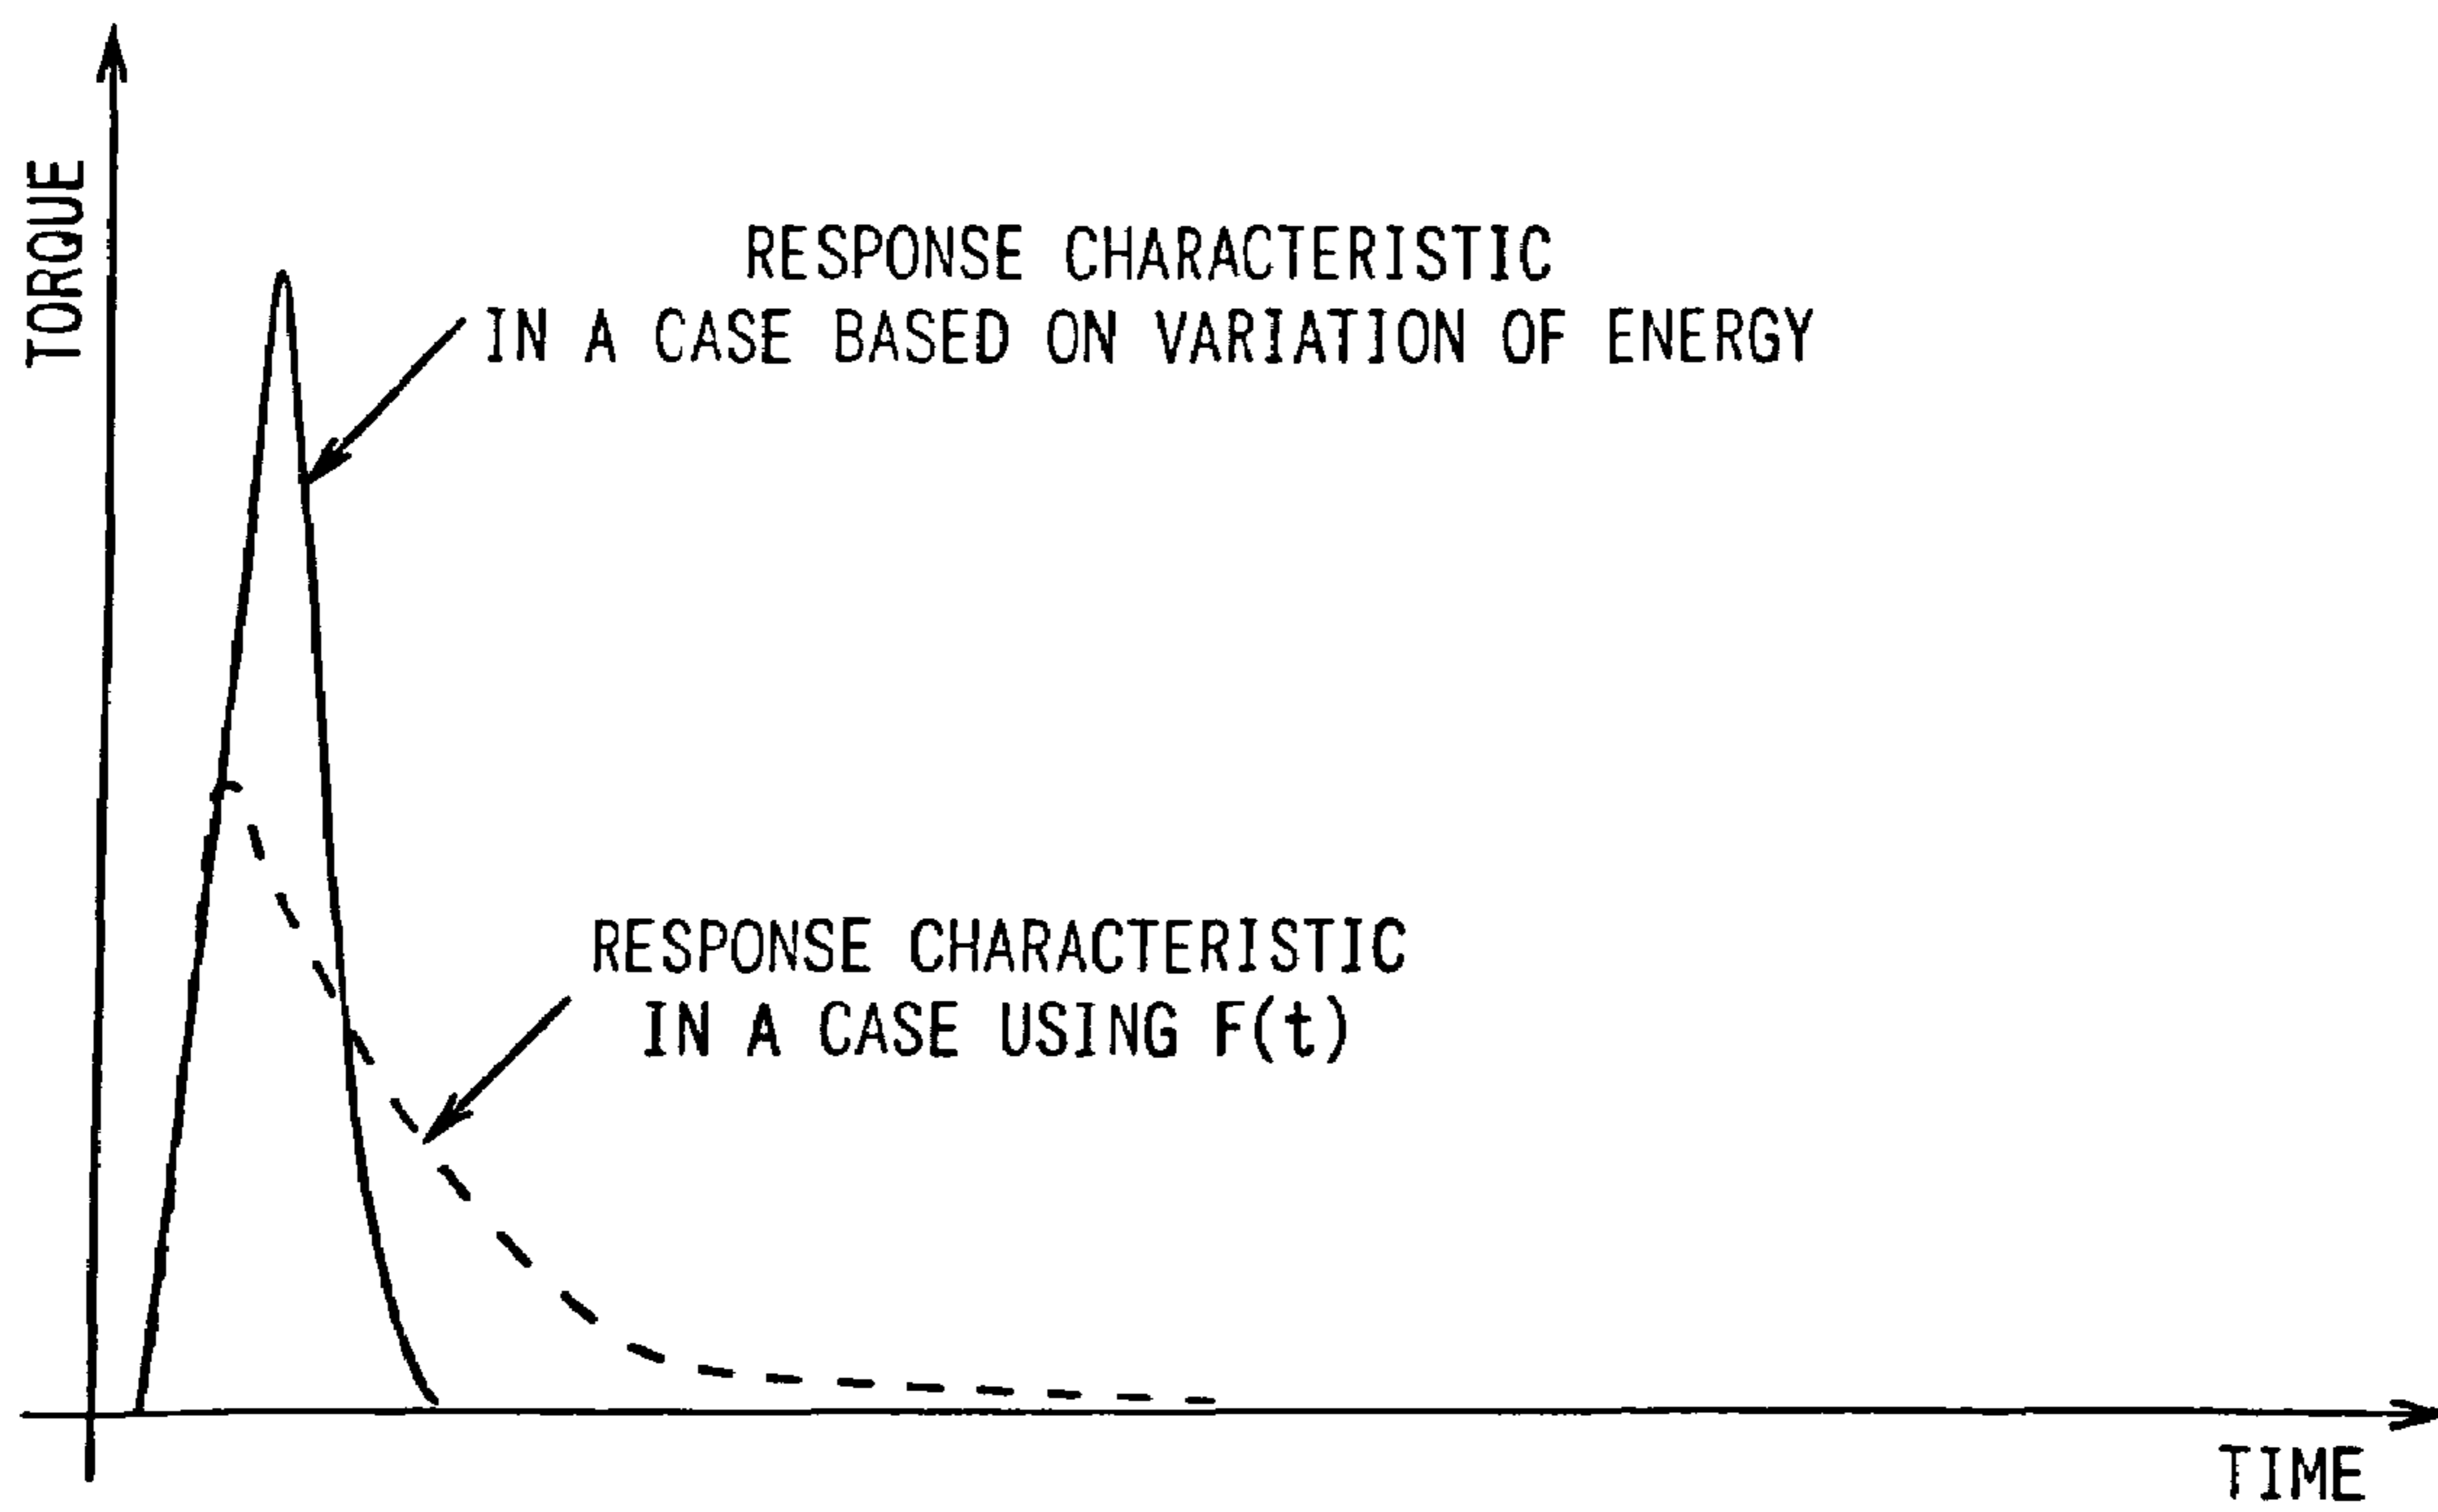 TORQUE
RESPONSE CHARACTERISTIC
IN A CASE BASED ON VARIATION OF ENERGY
RESPONSE CHARACTERISTIC
IN A CASE USING F(t)
TIME